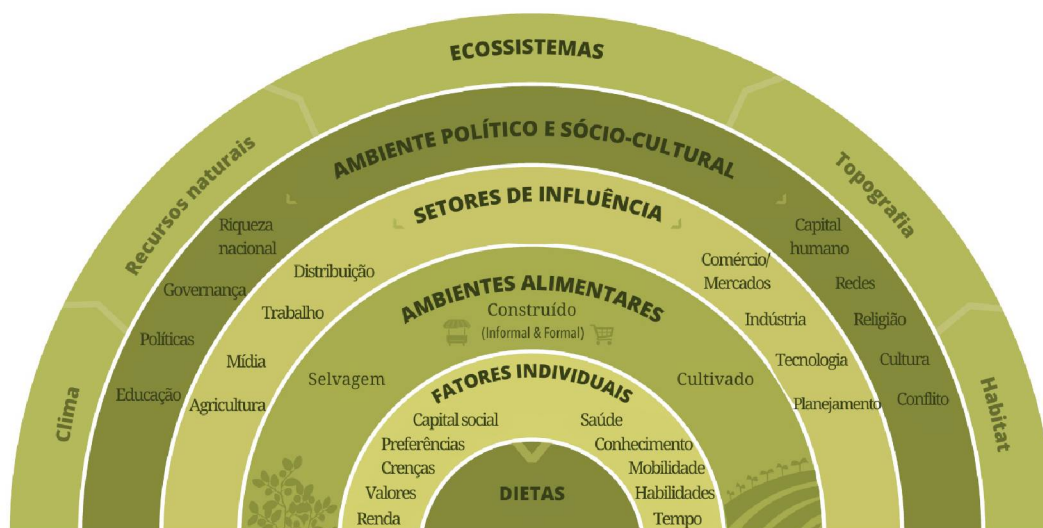 ECOSSISTEMAS
Recursos naturais
Topografia
Clima
Habitat
AMBIENTE POLÍTICO E SÓCIO-CULTURAL
Riqueza
nacional
Governança
Políticas
Educação
Capital
humano
Redes
Religião
Cultura
Conflito
SETORES DE INFLUÊNCIA
Distribuição
Trabalho
Mídia
Agricultura
Comércio/
Mercados
Indústria
Tecnologia
Planejamento
AMBIENTES ALIMENTARES
Construído
(Informal & Formal)
Selvagem
Cultivado
FATORES INDIVIDUAIS
Capital social
Preferências
Crenças
Valores
Renda
Saúde
Conhecimento
Mobilidade
Habilidades
Tempo
DIETAS